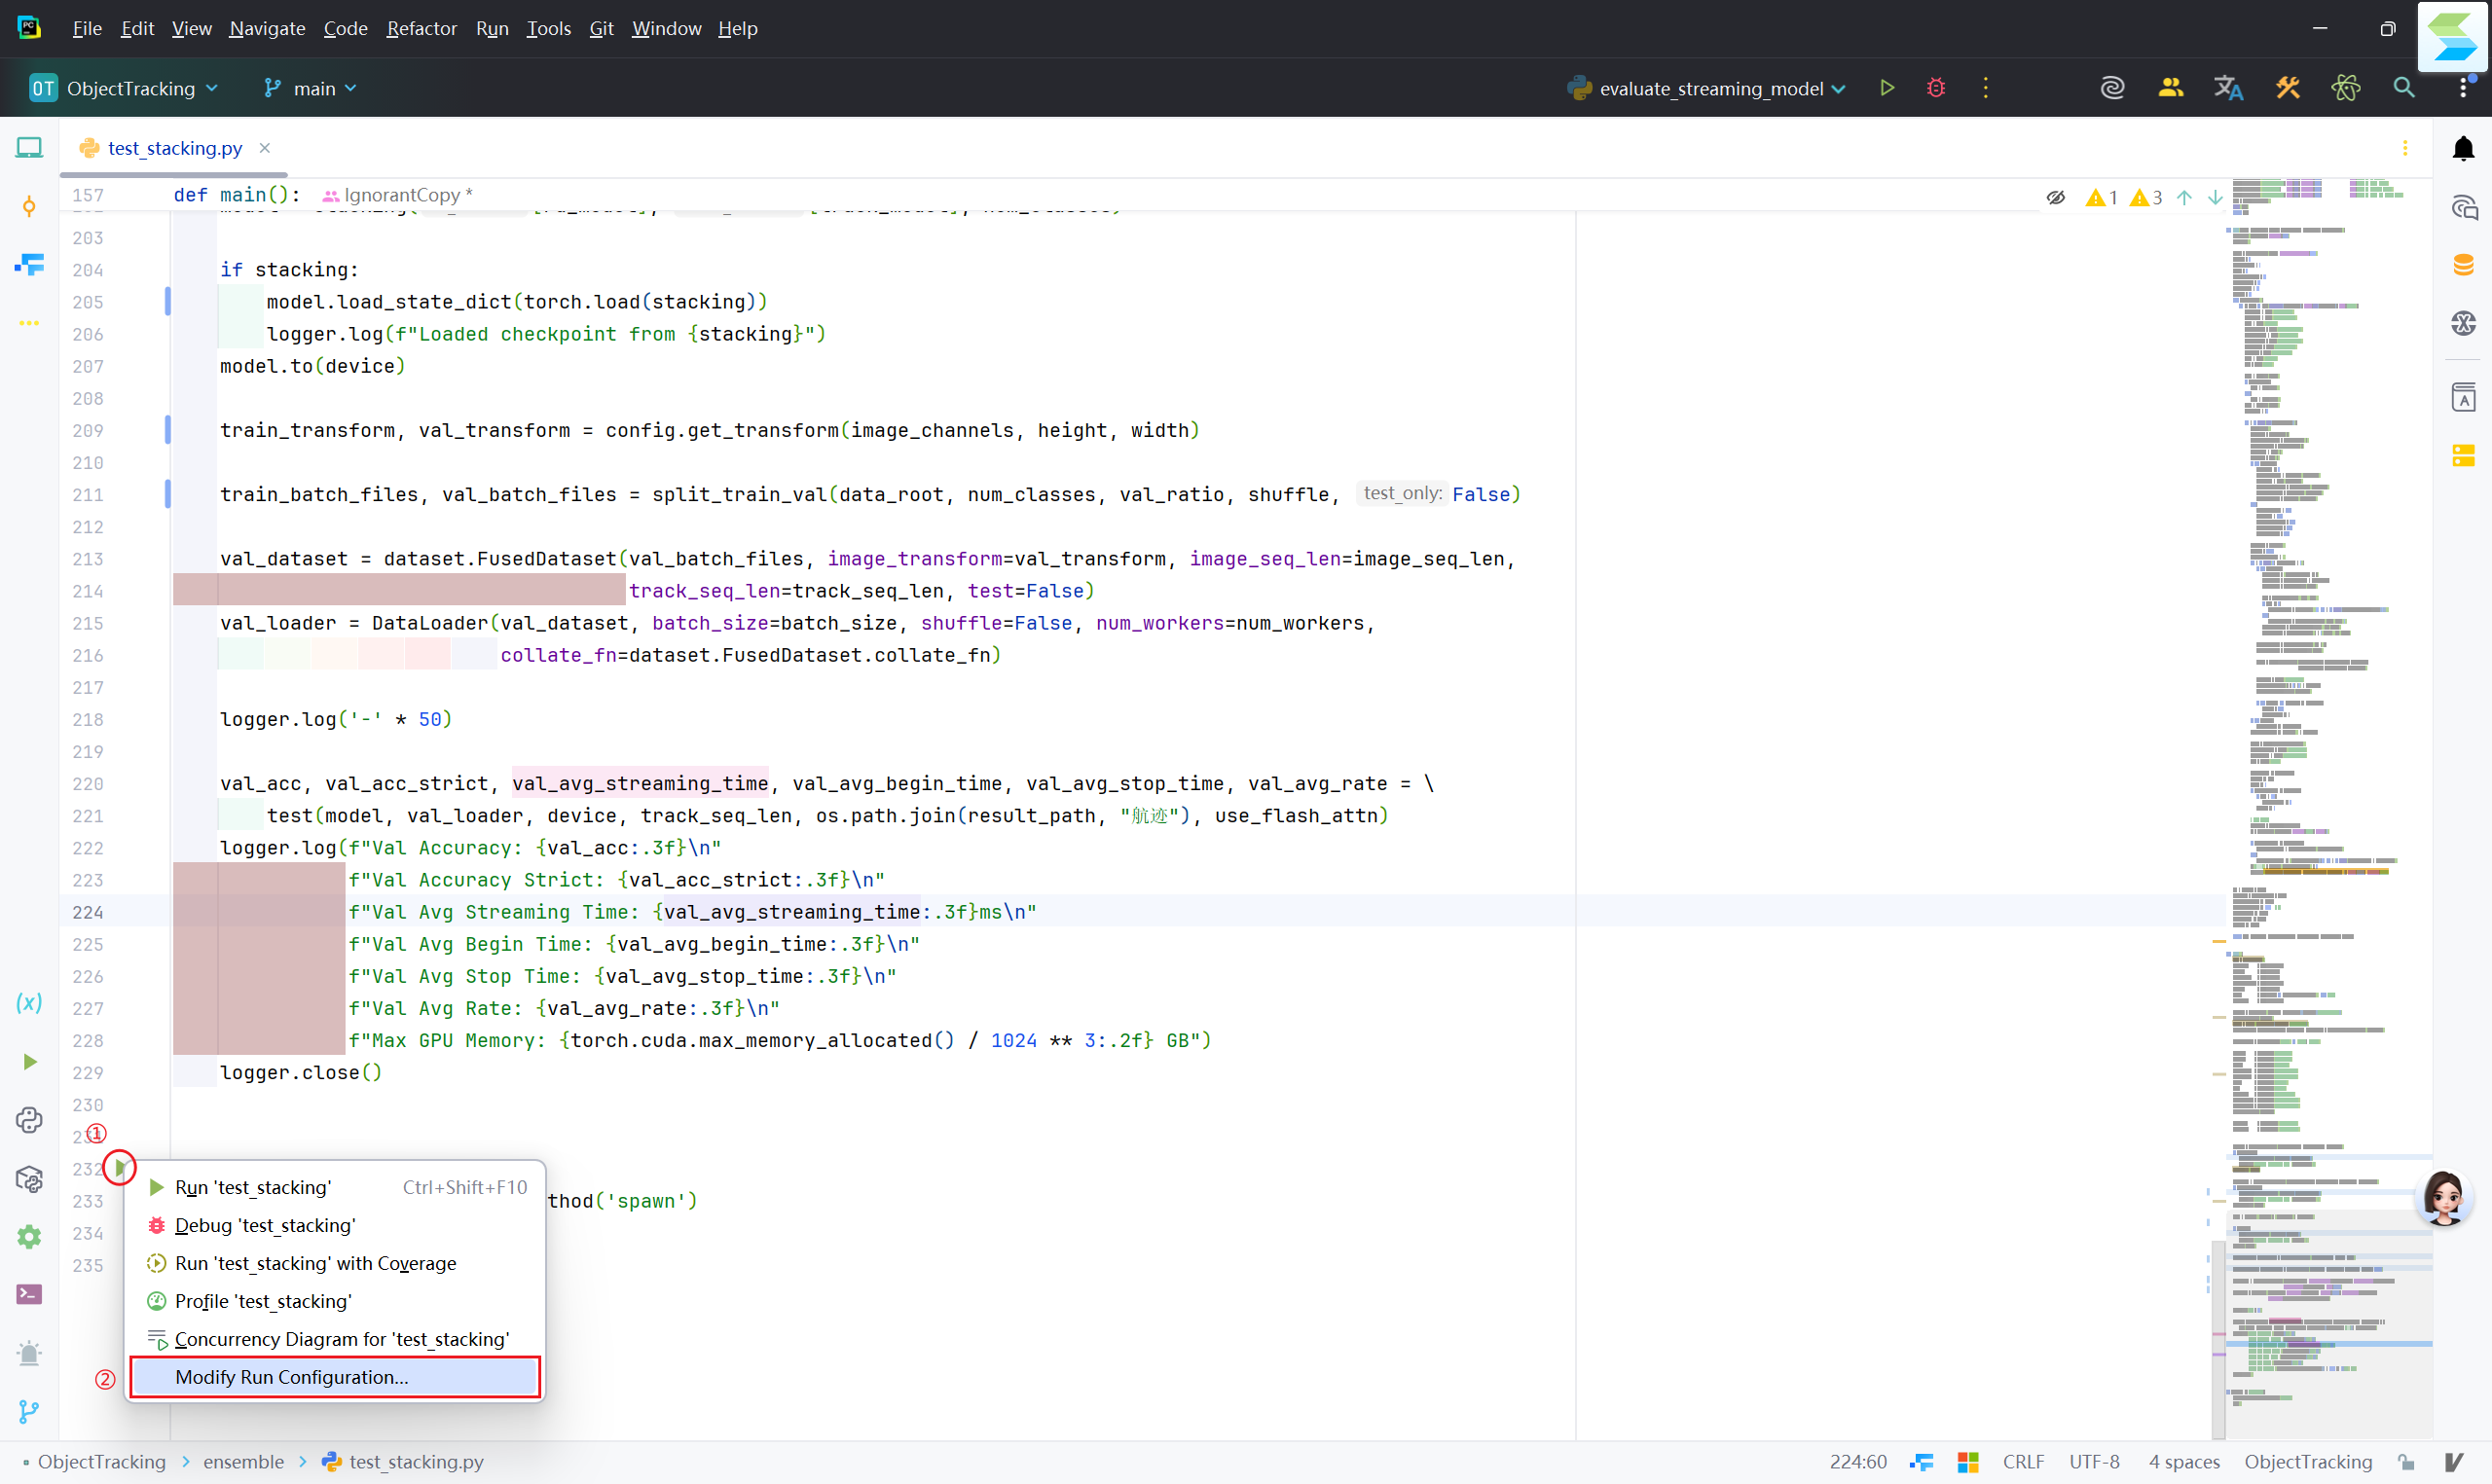 File Edit View Navigate Code Refactor Run Tools Git Window Help
OT ObjectTracking main evaluate_streaming_model
test_stacking.py
157 def main(): IgnorantCopy *
1 3
203
204 if stacking:
205 model.load_state_dict(torch.load(stacking))
206 logger.log(f"Loaded checkpoint from {stacking}")
207 model.to(device)
208
209 train_transform, val_transform = config.get_transform(image_channels, height, width)
210
211 train_batch_files, val_batch_files = split_train_val(data_root, num_classes, val_ratio, shuffle, test_only: False)
212
213 val_dataset = dataset.FusedDataset(val_batch_files, image_transform=val_transform, image_seq_len=image_seq_len,
214 track_seq_len=track_seq_len, test=False)
215 val_loader = DataLoader(val_dataset, batch_size=batch_size, shuffle=False, num_workers=num_workers,
216 collate_fn=dataset.FusedDataset.collate_fn)
217
218 logger.log('-' * 50)
219
220 val_acc, val_acc_strict, val_avg_streaming_time, val_avg_begin_time, val_avg_stop_time, val_avg_rate = \
221 test(model, val_loader, device, track_seq_len, os.path.join(result_path, "航迹"), use_flash_attn)
222 logger.log(f"Val Accuracy: {val_acc:.3f}\n"
223 f"Val Accuracy Strict: {val_acc_strict:.3f}\n"
224 f"Val Avg Streaming Time: {val_avg_streaming_time:.3f}ms\n"
225 f"Val Avg Begin Time: {val_avg_begin_time:.3f}\n"
226 f"Val Avg Stop Time: {val_avg_stop_time:.3f}\n"
227 f"Val Avg Rate: {val_avg_rate:.3f}\n"
228 f"Max GPU Memory: {torch.cuda.max_memory_allocated() / 1024 ** 3:.2f} GB")
229 logger.close()
230
①
232
233 thod('spawn')
234
235
Run 'test_stacking' Ctrl+Shift+F10
Debug 'test_stacking'
Run 'test_stacking' with Coverage
Profile 'test_stacking'
Concurrency Diagram for 'test_stacking'
② Modify Run Configuration...
ObjectTracking > ensemble > test_stacking.py
224:60 CRLF UTF-8 4 spaces ObjectTracking